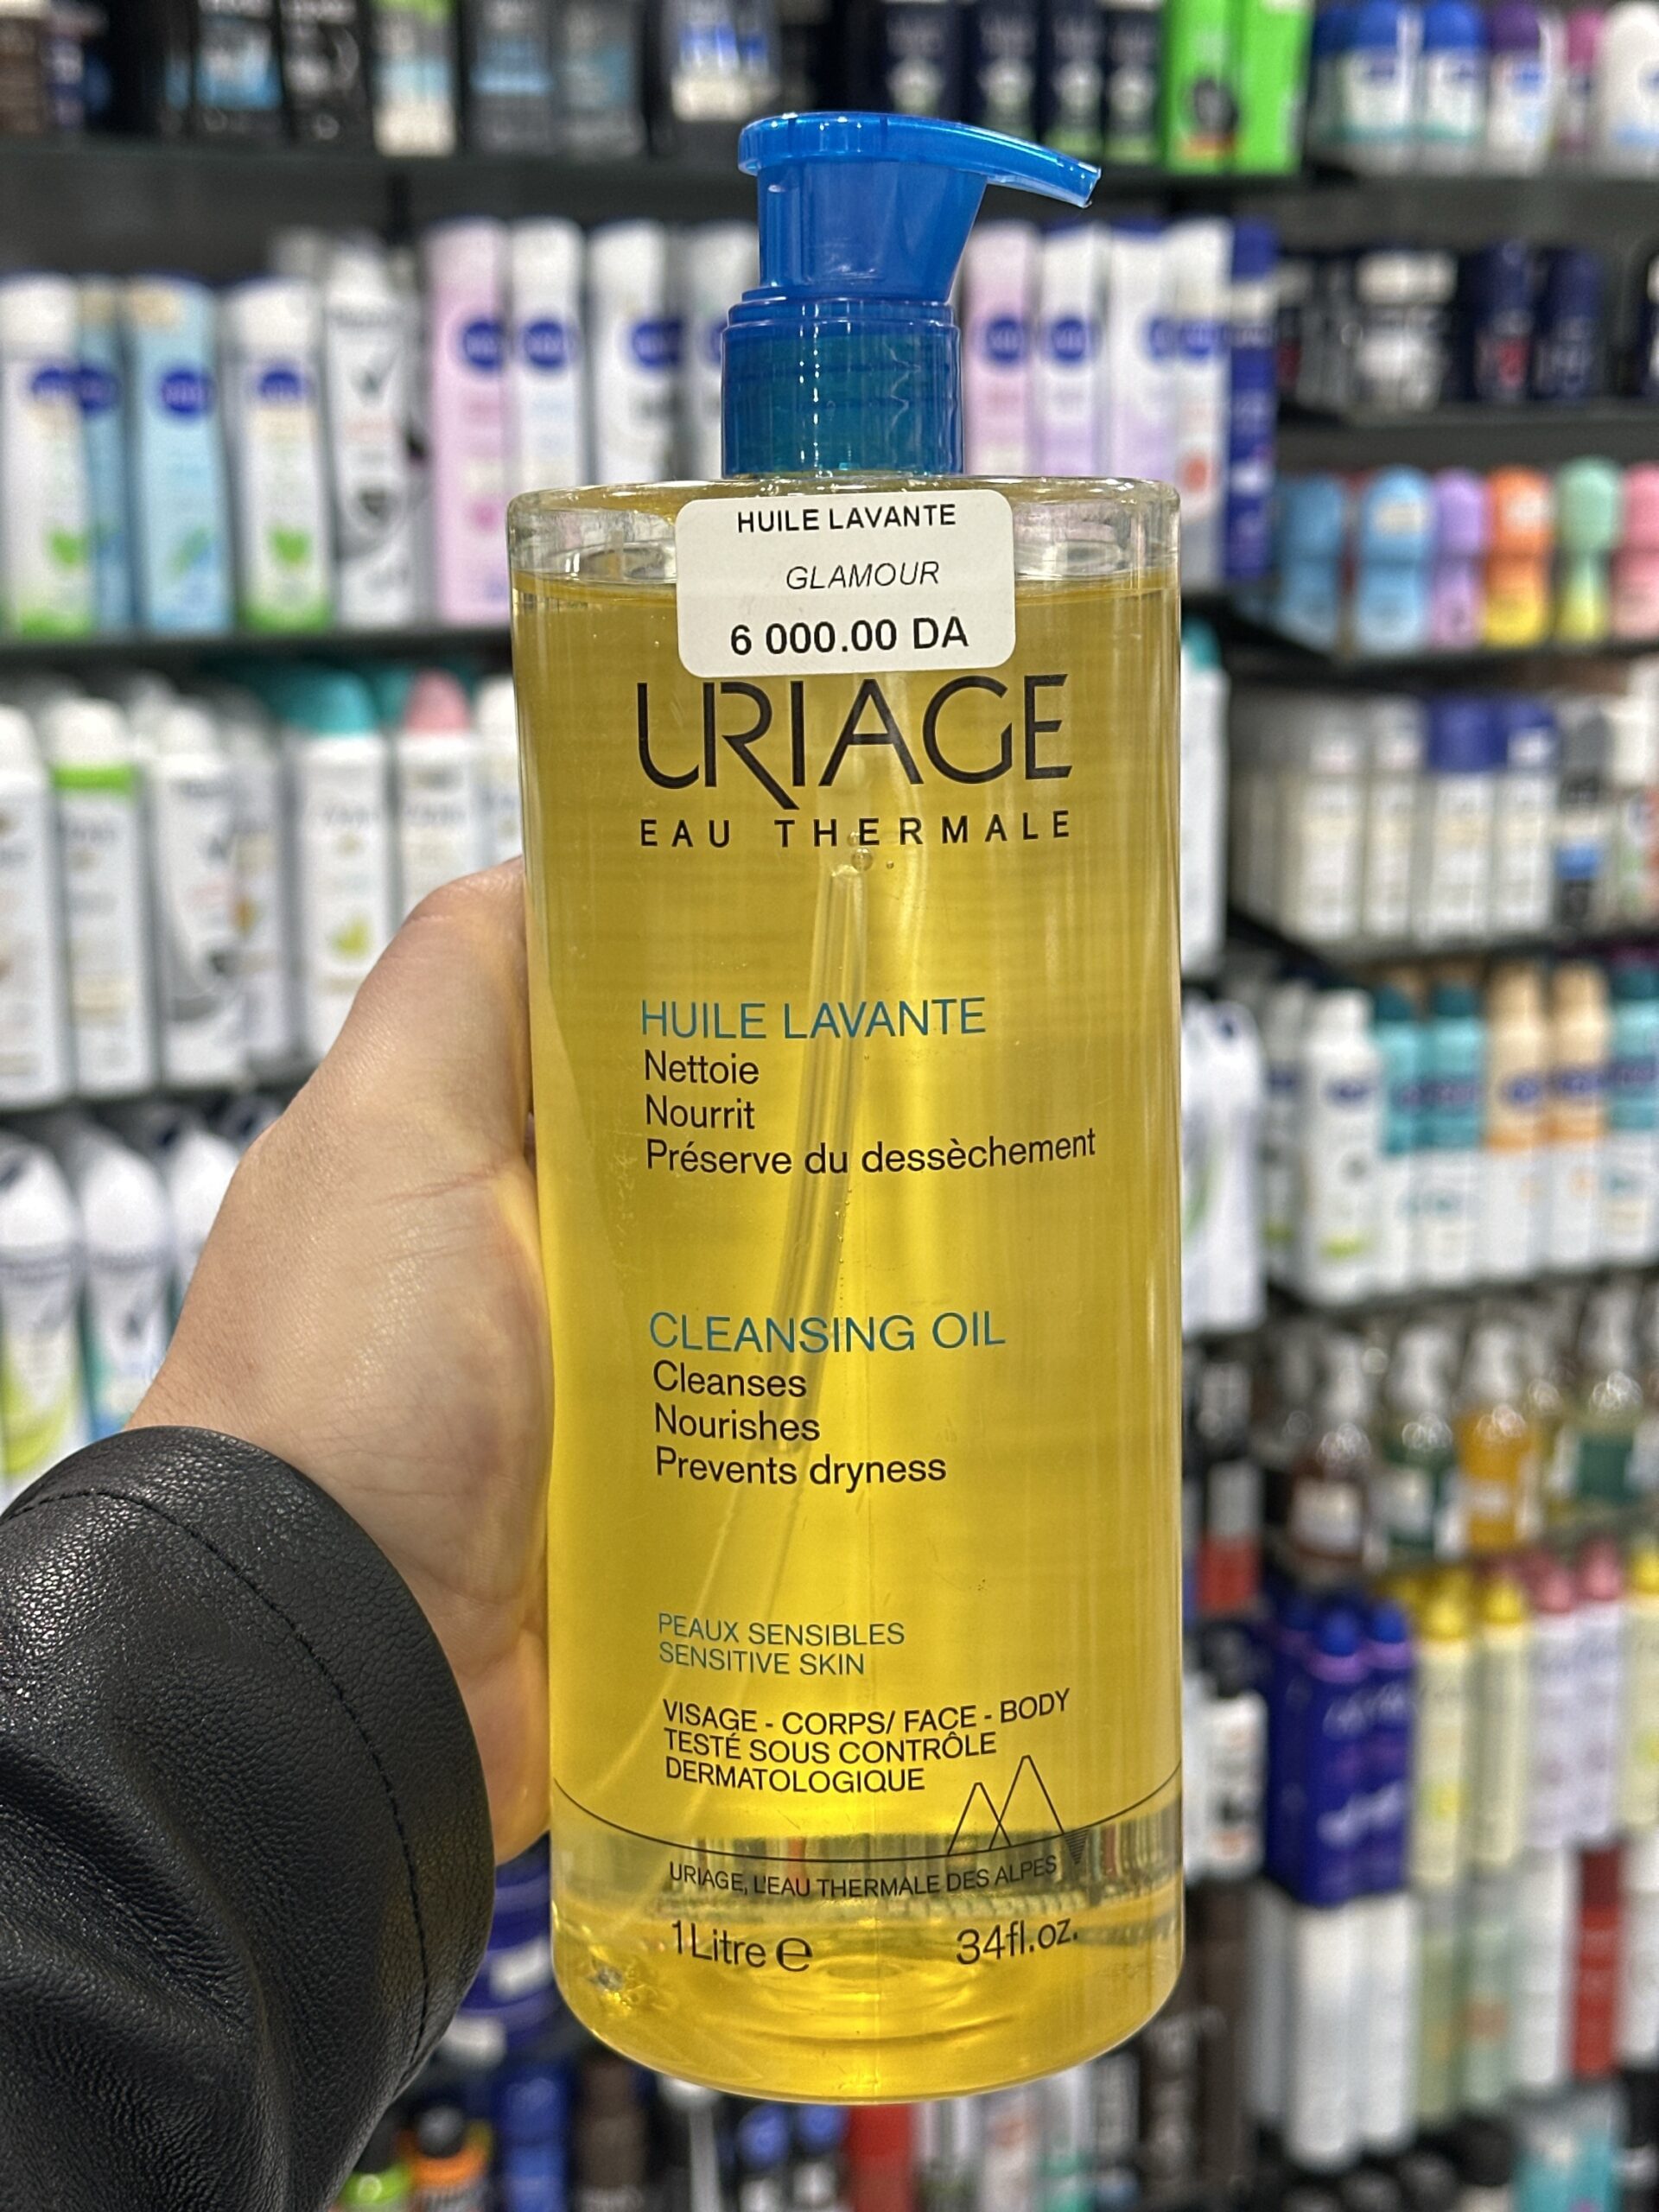 HUILE LAVANTE
GLAMOUR
6 000.00 DA
URIAGE
EAU THERMALE
HUILE LAVANTE
Nettoie
Nourrit
Préserve du dessèchement
CLEANSING OIL
Cleanses
Nourishes
Prevents dryness
PEAUX SENSIBLES
SENSITIVE SKIN
VISAGE - CORPS/ FACE - BODY
TESTÉ SOUS CONTRÔLE
DERMATOLOGIQUE
URIAGE, L'EAU THERMALE DES ALPES
1Litre ℮ 34fl.oz.